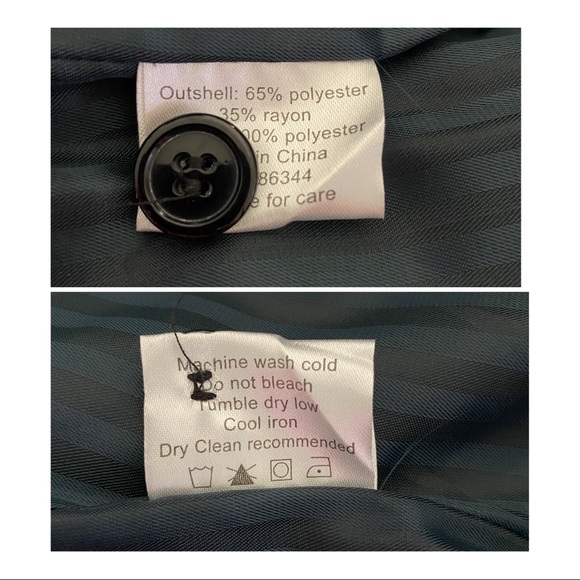 Outshell: 65% polyester
35% rayon
00% polyester
in China
86344
e for care
Machine wash cold
Do not bleach
Tumble dry low
Cool iron
Dry Clean recommended